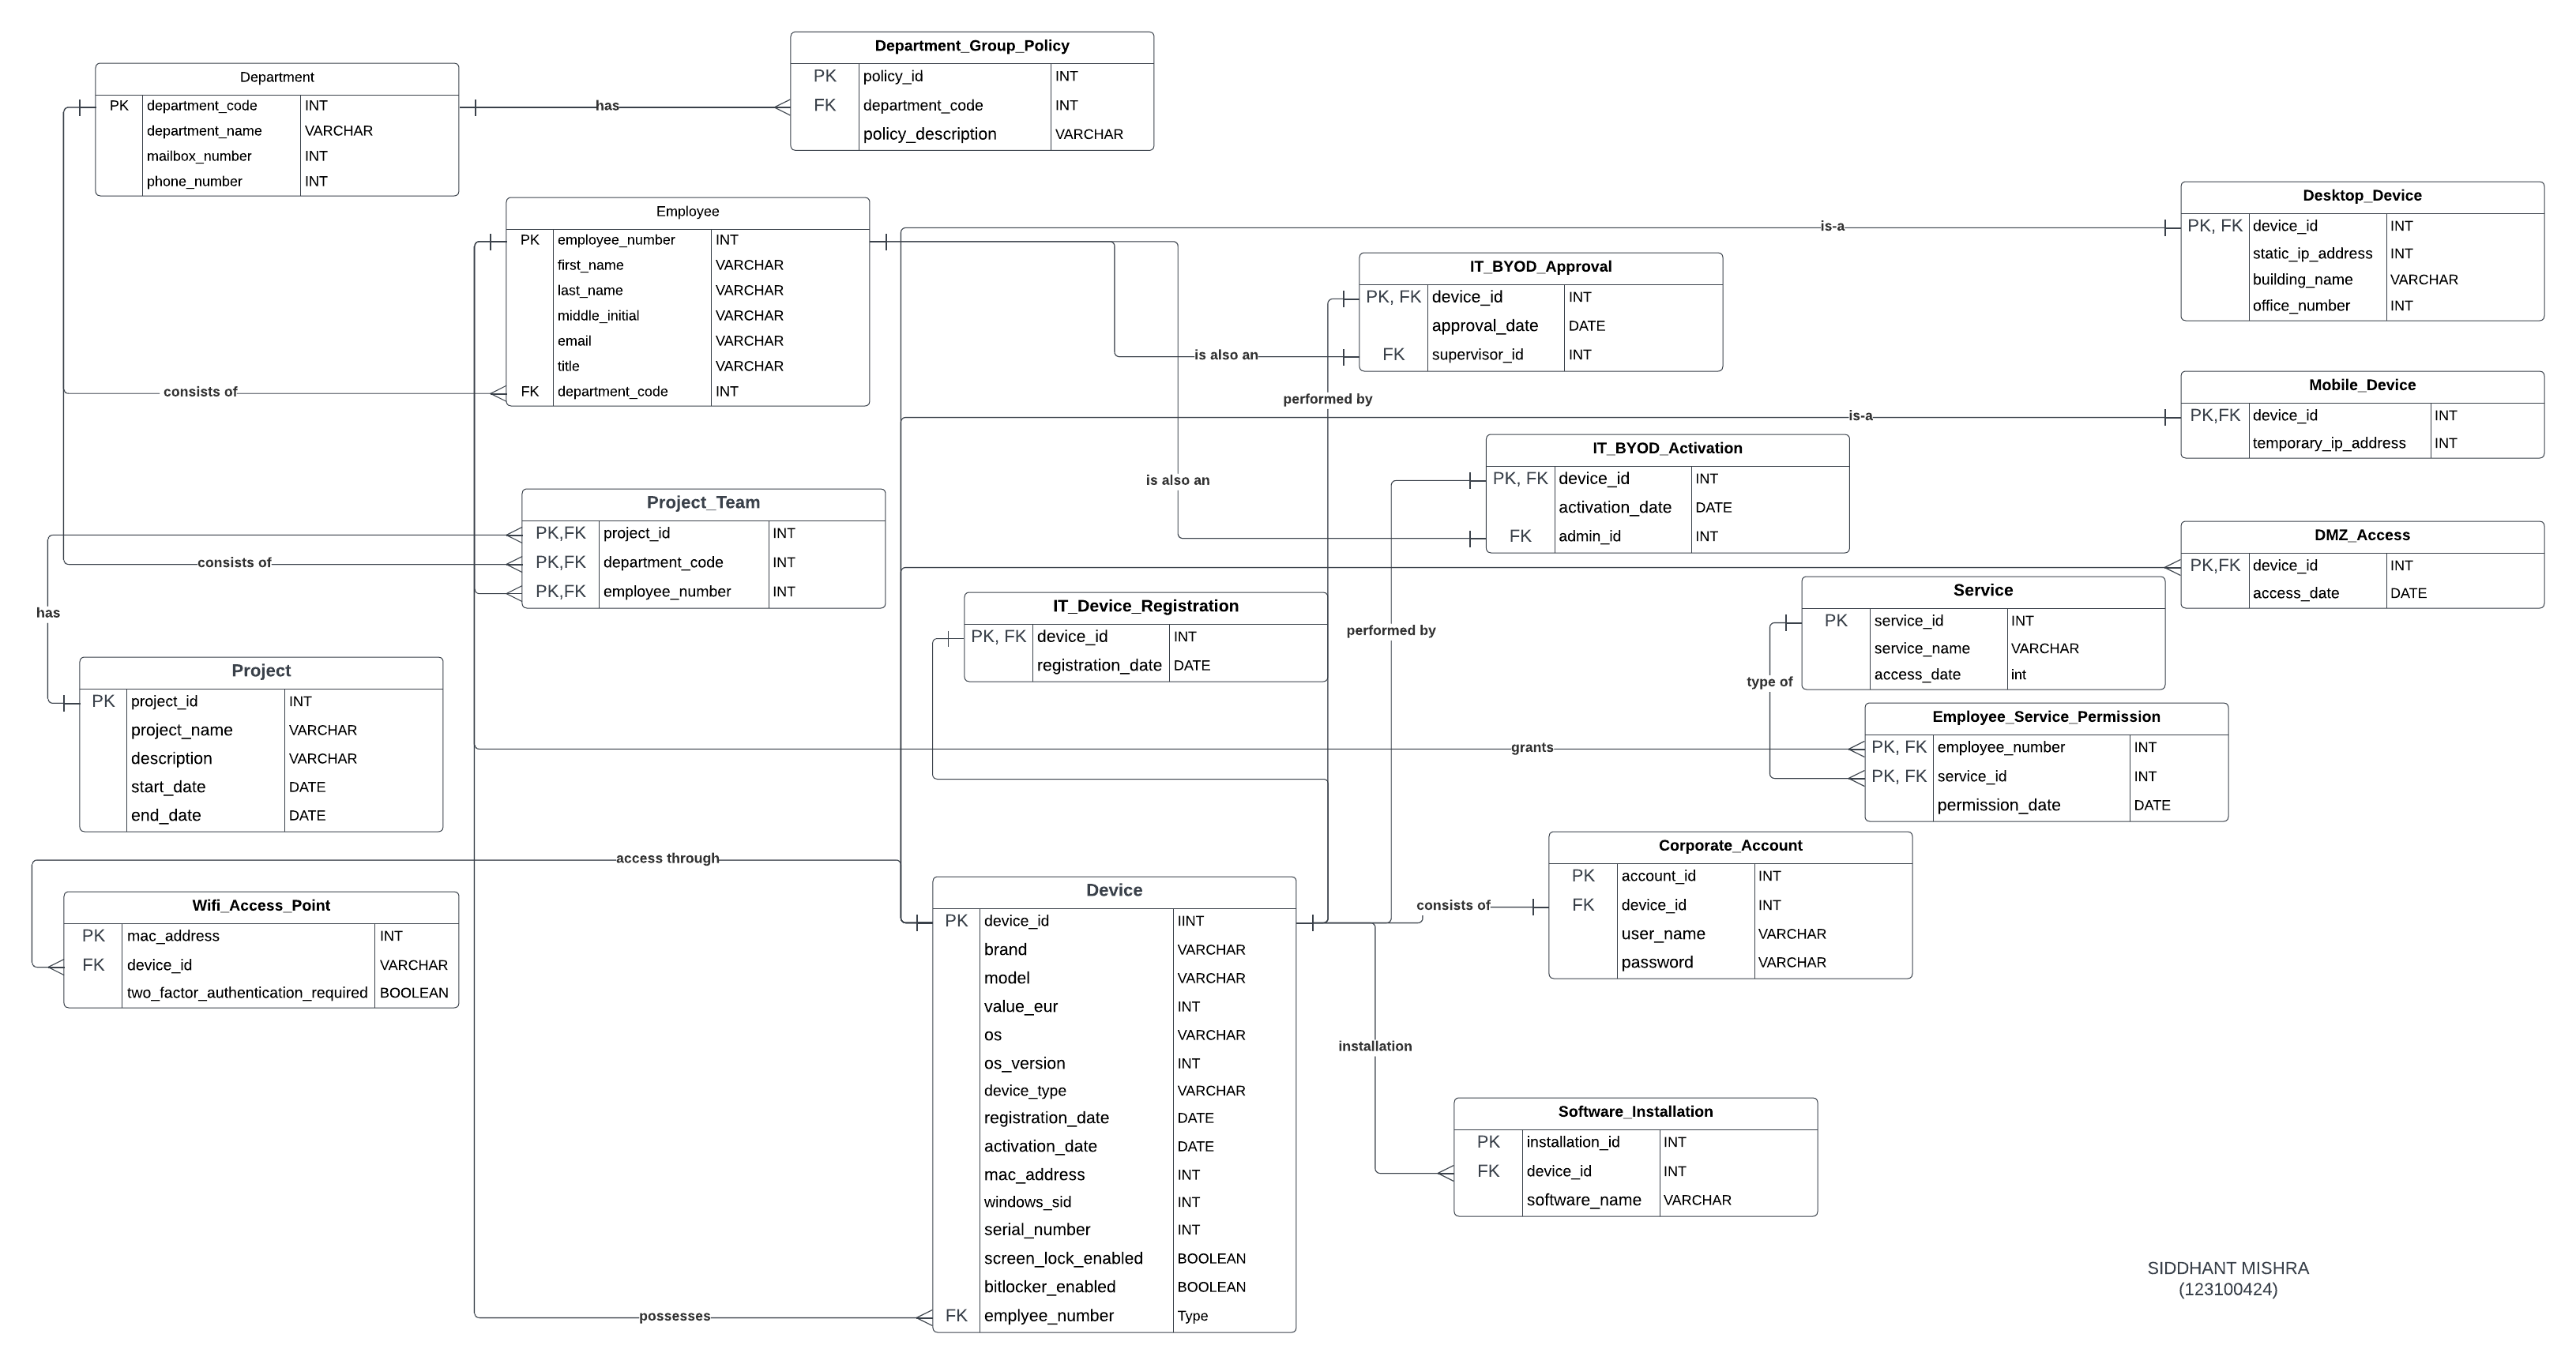 Department_Group_Policy
PK policy_id INT
FK department_code INT
policy_description VARCHAR
Department
PK department_code INT
department_name VARCHAR
mailbox_number INT
phone_number INT
has
Employee
PK employee_number INT
first_name VARCHAR
last_name VARCHAR
middle_initial VARCHAR
email VARCHAR
title VARCHAR
FK department_code INT
consists of
Desktop_Device
PK, FK device_id INT
static_ip_address INT
building_name VARCHAR
office_number INT
is-a
IT_BYOD_Approval
PK, FK device_id INT
approval_date DATE
FK supervisor_id INT
is also an
performed by
Mobile_Device
PK,FK device_id INT
temporary_ip_address INT
is-a
IT_BYOD_Activation
PK, FK device_id INT
activation_date DATE
FK admin_id INT
is also an
Project_Team
PK,FK project_id INT
PK,FK department_code INT
PK,FK employee_number INT
consists of
has
DMZ_Access
PK,FK device_id INT
access_date DATE
Service
PK service_id INT
service_name VARCHAR
access_date int
IT_Device_Registration
PK, FK device_id INT
registration_date DATE
performed by
type of
Project
PK project_id INT
project_name VARCHAR
description VARCHAR
start_date DATE
end_date DATE
Employee_Service_Permission
PK, FK employee_number INT
PK, FK service_id INT
permission_date DATE
grants
access through
Corporate_Account
PK account_id INT
FK device_id INT
user_name VARCHAR
password VARCHAR
consists of
Wifi_Access_Point
PK mac_address INT
FK device_id VARCHAR
two_factor_authentication_required BOOLEAN
Device
PK device_id IINT
brand VARCHAR
model VARCHAR
value_eur INT
os VARCHAR
os_version INT
device_type VARCHAR
registration_date DATE
activation_date DATE
mac_address INT
windows_sid INT
serial_number INT
screen_lock_enabled BOOLEAN
bitlocker_enabled BOOLEAN
FK emplyee_number Type
possesses
installation
Software_Installation
PK installation_id INT
FK device_id INT
software_name VARCHAR
SIDDHANT MISHRA
(123100424)